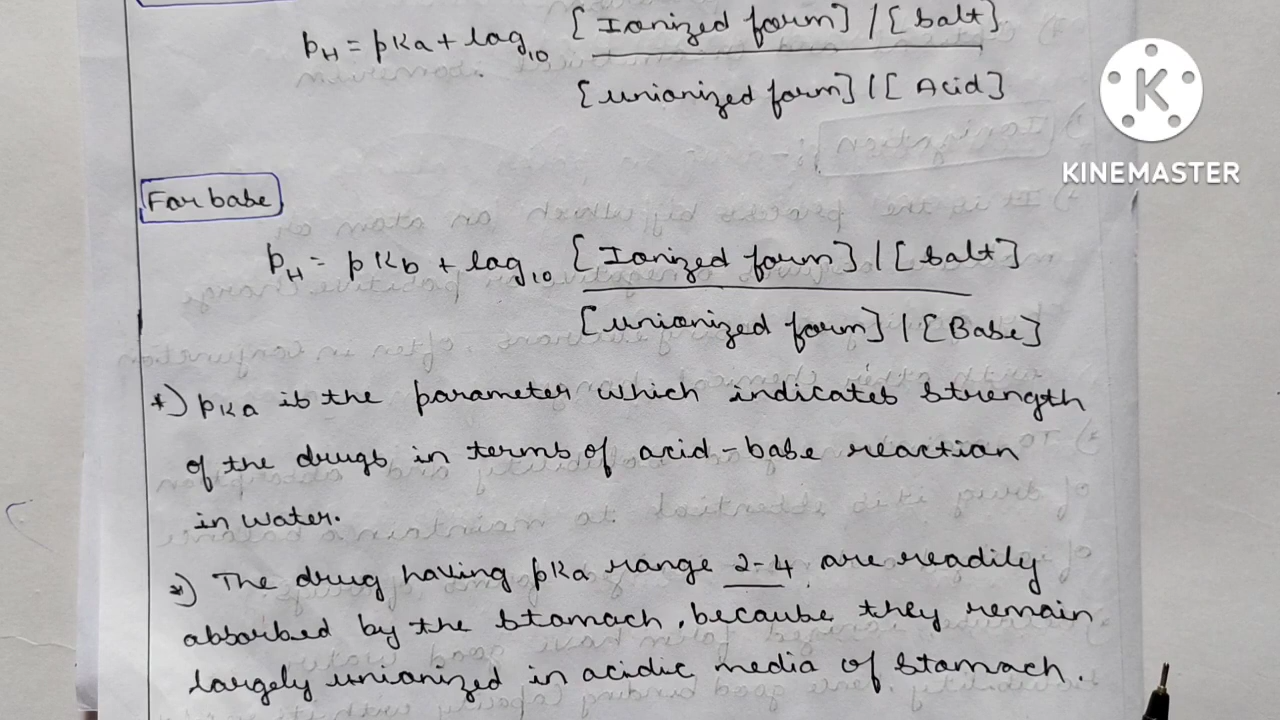 [Ionized form] / [salt]
pH = pKa + log10
[unionized form] / [Acid]
K
KINEMASTER
For base
[Ionized form] / [salt]
pH = pKb + log10
[unionized form] / [Base]
*) pKa is the parameter which indicates strength
of the drugs in terms of acid-base reaction
in water.
*) The drug having pKa range 2-4 are readily
absorbed by the stomach, because they remain
largely unionized in acidic media of stomach.